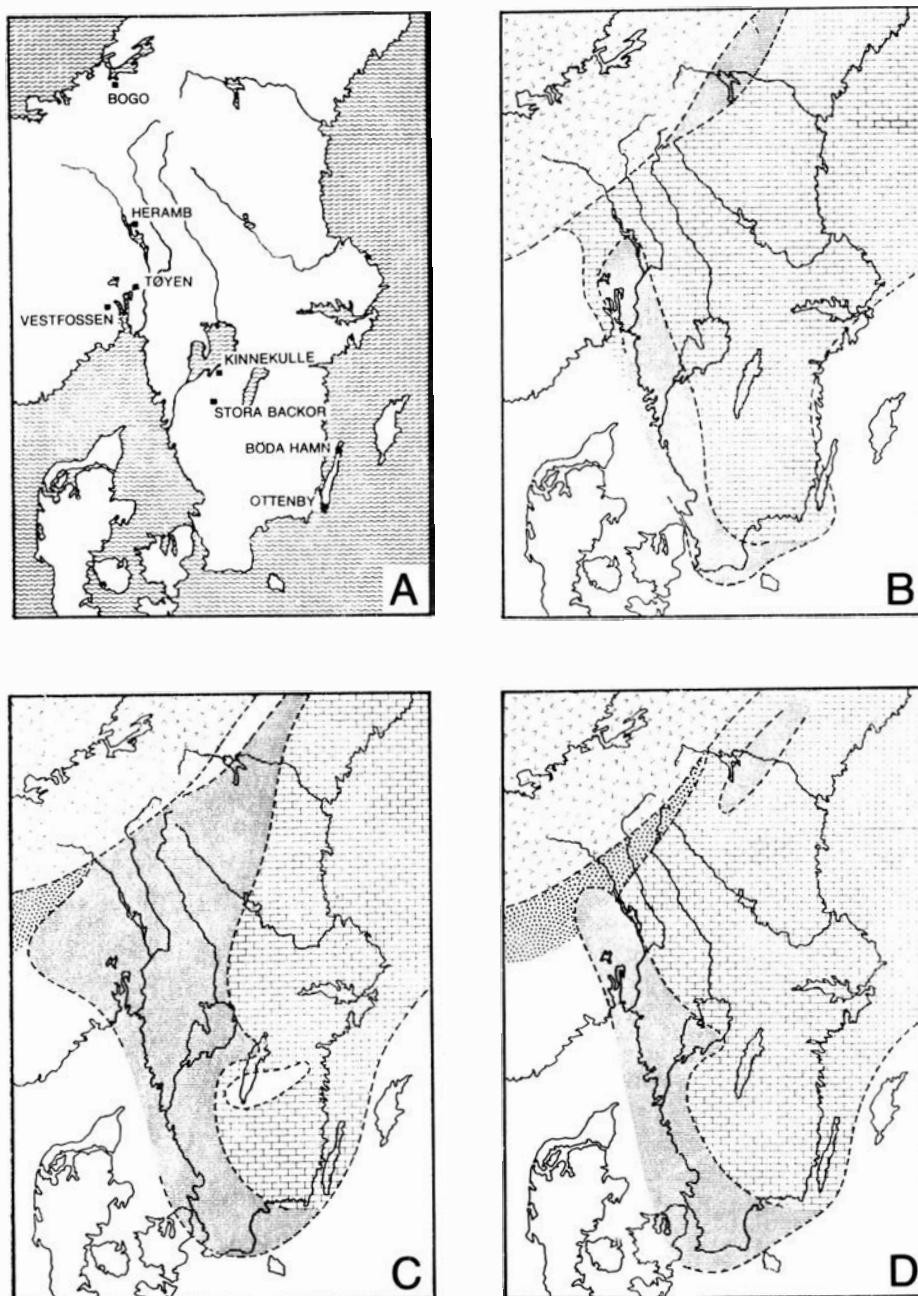 BOGO
HERAMB
TØYEN
VESTFOSSEN
KINNEKULLE
STORA BACKOR
BÖDA HAMN
OTTENBY
A
B
C
D